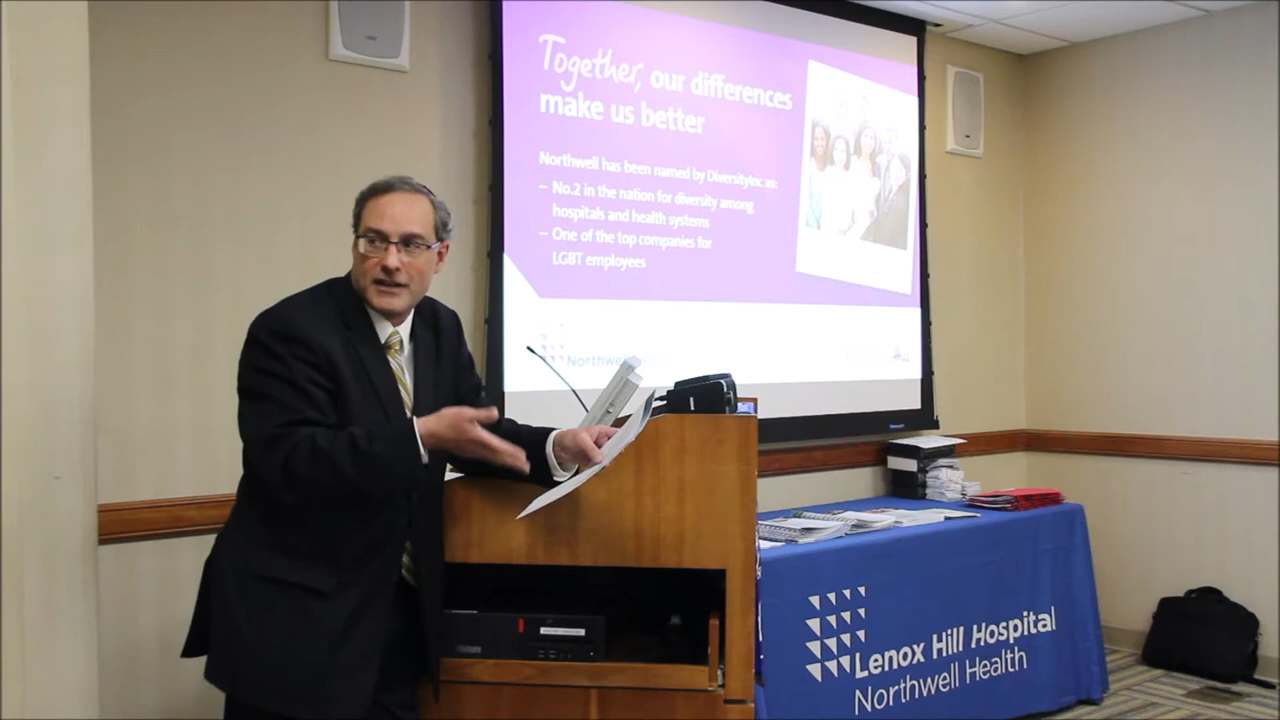 Together, our differences
make us better
Northwell has been named by DiversityInc as:
– No.2 in the nation for diversity among
hospitals and health systems
– One of the top companies for
LGBT employees
Northwell
Lenox Hill Hospital
Northwell Health